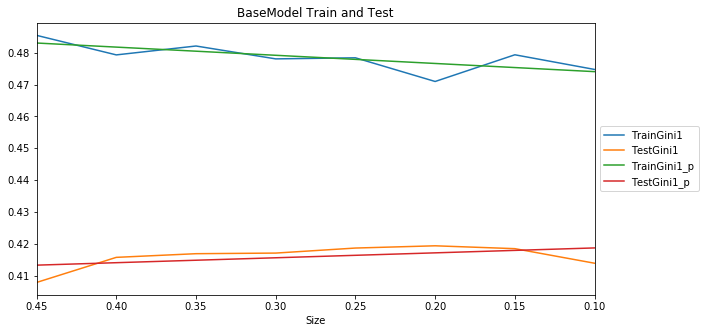 BaseModel Train and Test
0.48
0.47
0.46
0.45
0.44
0.43
0.42
0.41
0.45 0.40 0.35 0.30 0.25 0.20 0.15 0.10
Size
TrainGini1
TestGini1
TrainGini1_p
TestGini1_p